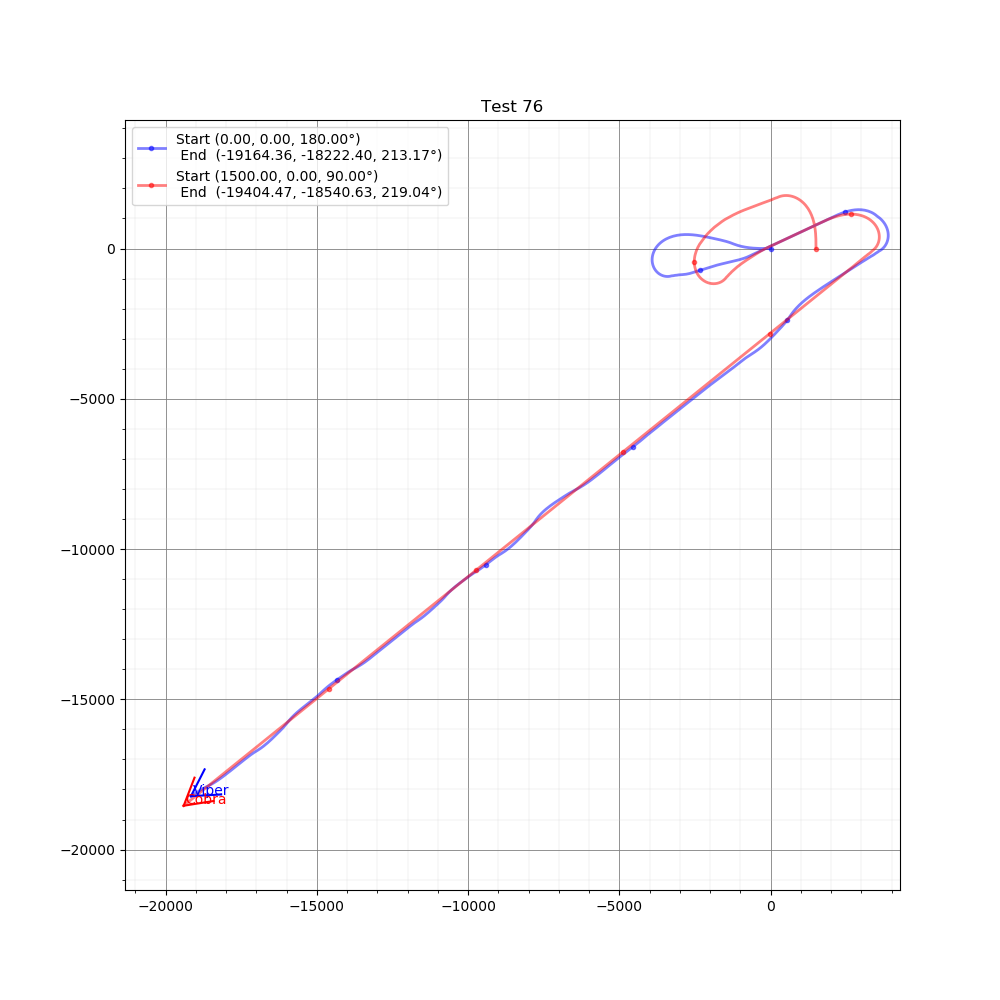 Test 76
Start (0.00, 0.00, 180.00°)
End (-19164.36, -18222.40, 213.17°)
Start (1500.00, 0.00, 90.00°)
End (-19404.47, -18540.63, 219.04°)
0
−5000
−10000
−15000
−20000
Viper
Cobra
−20000 −15000 −10000 −5000 0